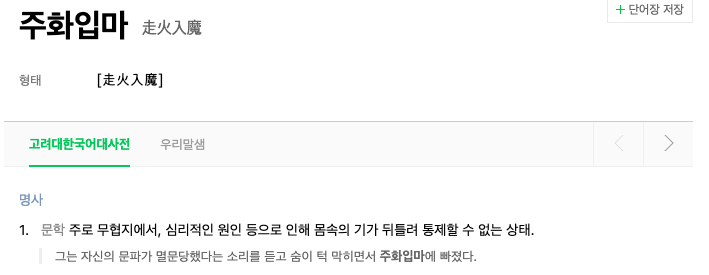 주화입마 走火入魔
+ 단어장 저장
형태 [走火入魔]
고려대한국어대사전 우리말샘
명사
1. 문학 주로 무협지에서, 심리적인 원인 등으로 인해 몸속의 기가 뒤틀려 통제할 수 없는 상태.
그는 자신의 문파가 멸문당했다는 소리를 듣고 숨이 턱 막히면서 주화입마에 빠졌다.